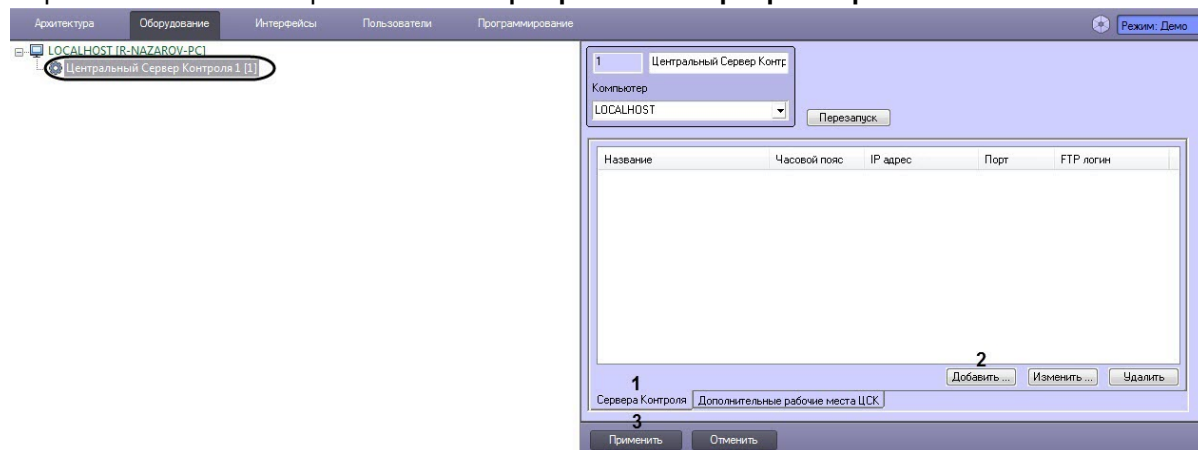 Архитектура Оборудование Интерфейсы Пользователи Программирование Режим: Демо
LOCALHOST [R-NAZAROV-PC]
Центральный Сервер Контроля 1 [1]
1 Центральный Сервер Контр
Компьютер
LOCALHOST
Перезапуск
Название Часовой пояс IP адрес Порт FTP логин
2
Добавить ... Изменить ... Удалить
1
Сервера Контроля Дополнительные рабочие места ЦСК
3
Применить Отменить